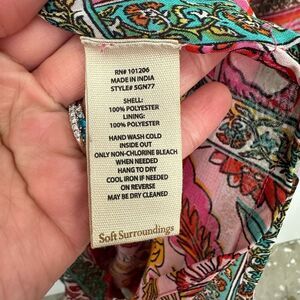 RN# 101206
MADE IN INDIA
STYLE# 5GN77
SHELL:
100% POLYESTER
LINING:
100% POLYESTER
HAND WASH COLD
INSIDE OUT
ONLY NON-CHLORINE BLEACH
WHEN NEEDED
HANG TO DRY
COOL IRON IF NEEDED
ON REVERSE
MAY BE DRY CLEANED
Soft Surroundings